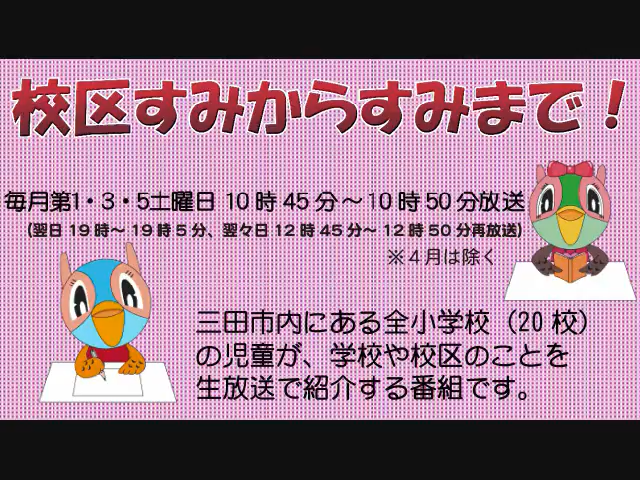 校区すみからすみまで！
毎月第1・3・5土曜日 10時45分～10時50分放送
(翌日19時～19時5分、翌々日12時45分～12時50分再放送)
※４月は除く
三田市内にある全小学校（20校）
の児童が、学校や校区のことを
生放送で紹介する番組です。